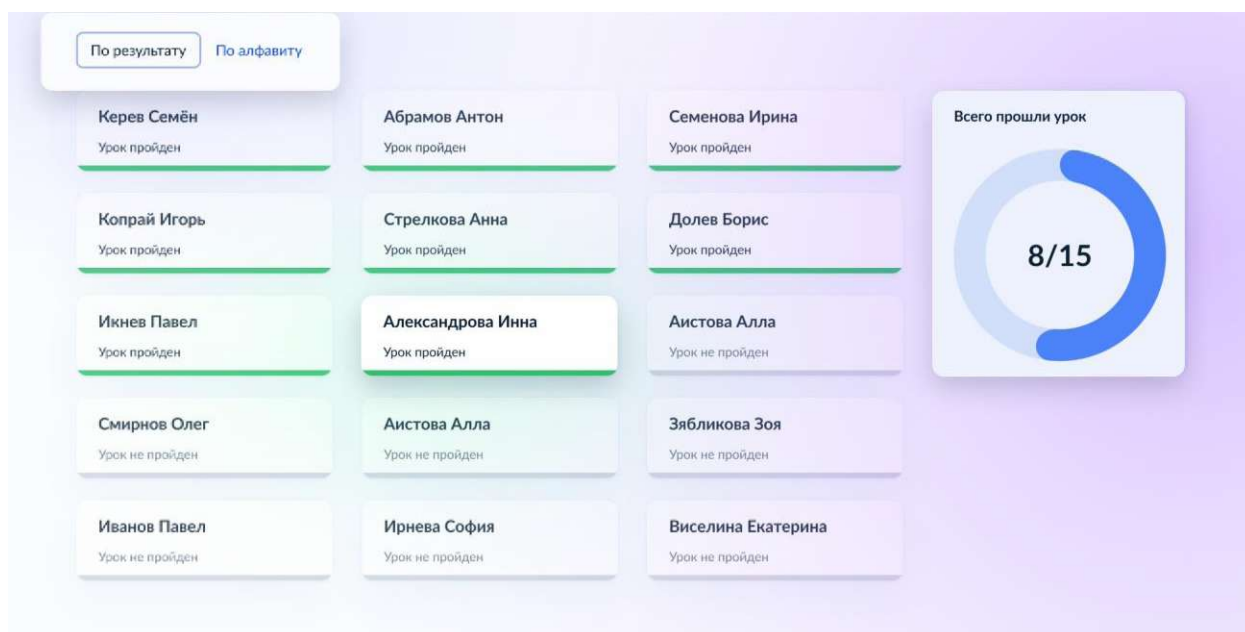 По результату По алфавиту
Керев Семён
Урок пройден
Абрамов Антон
Урок пройден
Семенова Ирина
Урок пройден
Всего прошли урок
8/15
Копрай Игорь
Урок пройден
Стрелкова Анна
Урок пройден
Долев Борис
Урок пройден
Икнев Павел
Урок пройден
Александрова Инна
Урок пройден
Аистова Алла
Урок не пройден
Смирнов Олег
Урок не пройден
Аистова Алла
Урок не пройден
Зябликова Зоя
Урок не пройден
Иванов Павел
Урок не пройден
Ирнева София
Урок не пройден
Виселина Екатерина
Урок не пройден